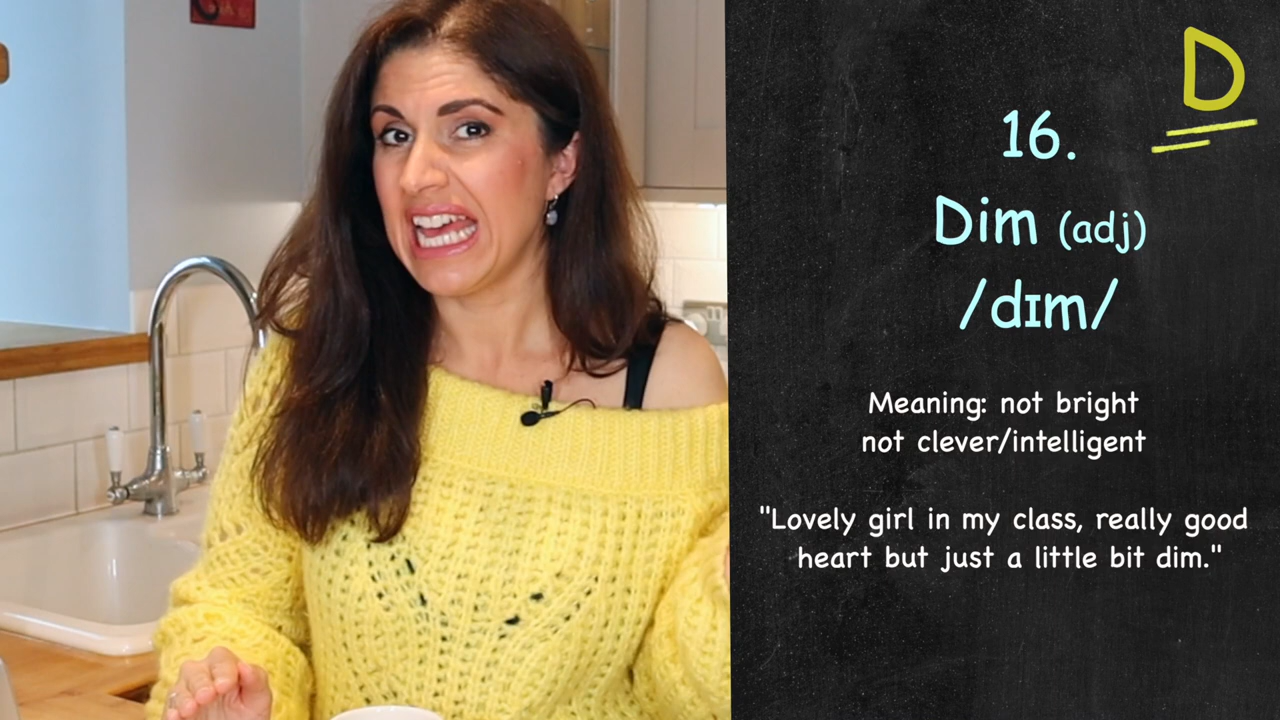 D
16.
Dim (adj)
/dɪm/
Meaning: not bright
not clever/intelligent
"Lovely girl in my class, really good
heart but just a little bit dim."